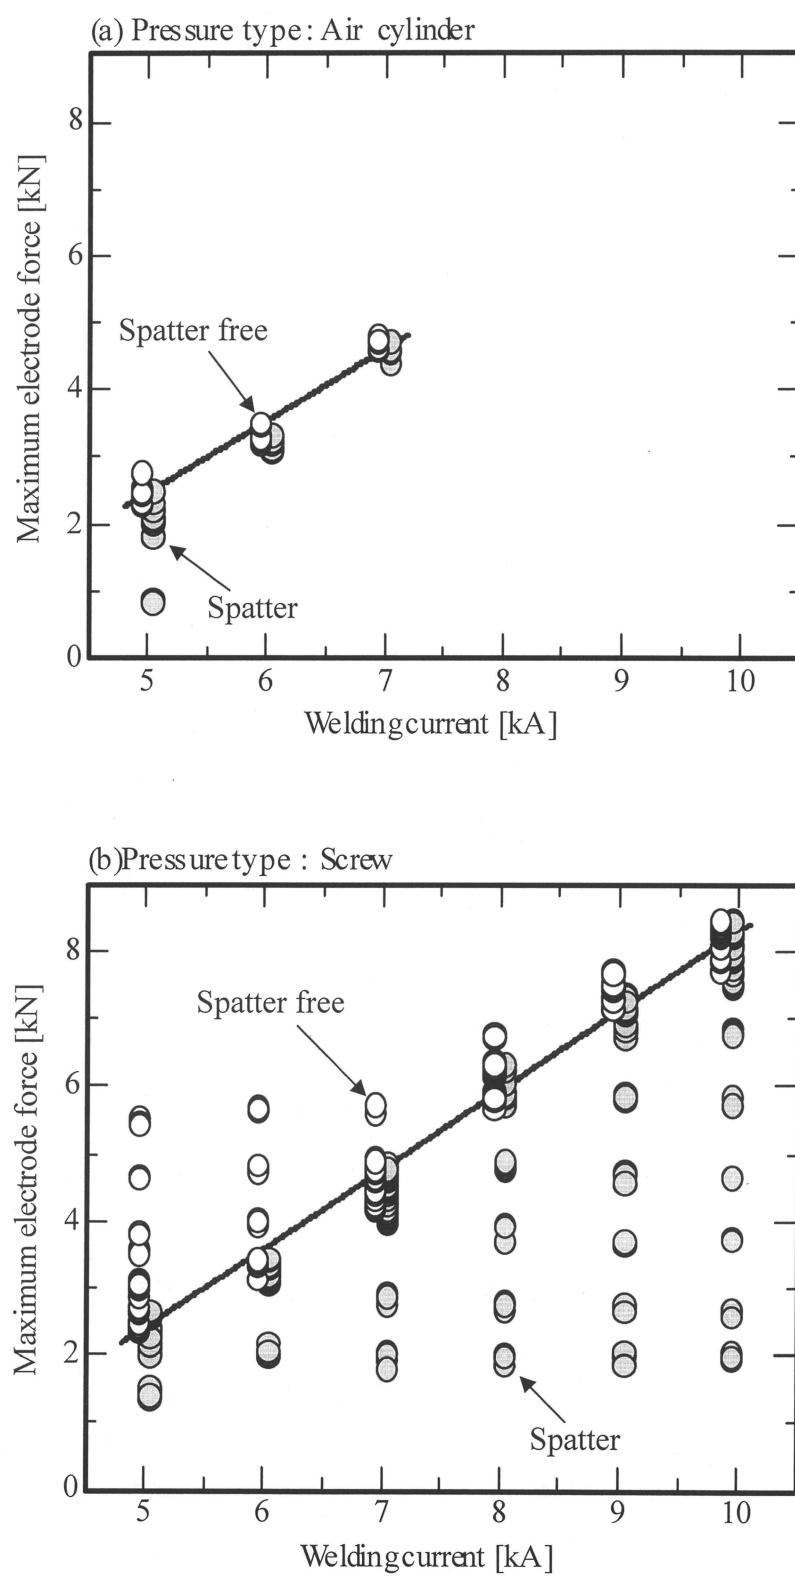 (a) Pressure type : Air cylinder
Maximum electrode force [kN]
8
6
4
2
0
Spatter free
Spatter
5 6 7 8 9 10
Welding current [kA]
(b) Pressure type : Screw
Maximum electrode force [kN]
8
6
4
2
0
Spatter free
Spatter
5 6 7 8 9 10
Welding current [kA]